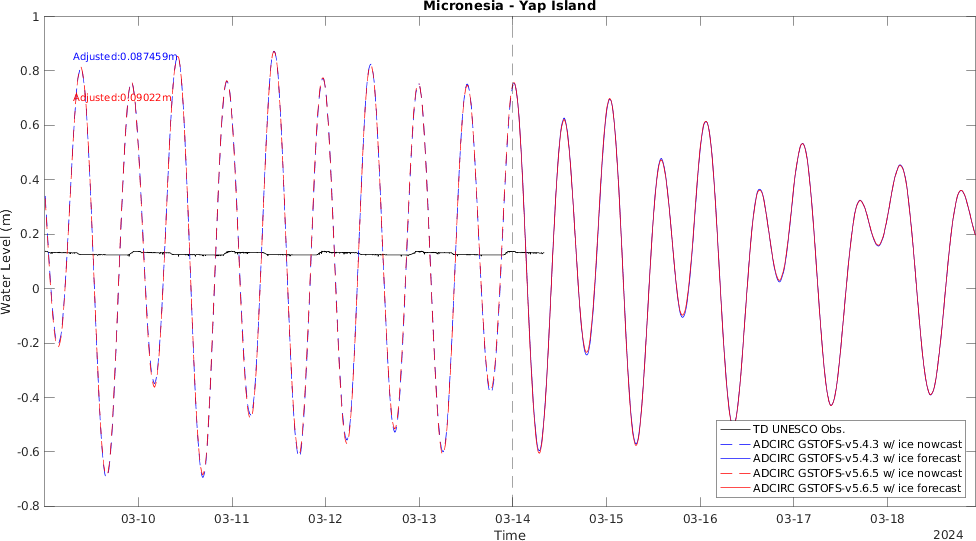 Micronesia - Yap Island
1
0.8
0.6
0.4
0.2
0
-0.2
-0.4
-0.6
-0.8
Water Level (m)
Adjusted:0.087459m
Adjusted:0.09022m
TD UNESCO Obs.
ADCIRC GSTOFS-v5.4.3 w/ ice nowcast
ADCIRC GSTOFS-v5.4.3 w/ ice forecast
ADCIRC GSTOFS-v5.6.5 w/ ice nowcast
ADCIRC GSTOFS-v5.6.5 w/ ice forecast
03-10 03-11 03-12 03-13 03-14 03-15 03-16 03-17 03-18
Time
2024